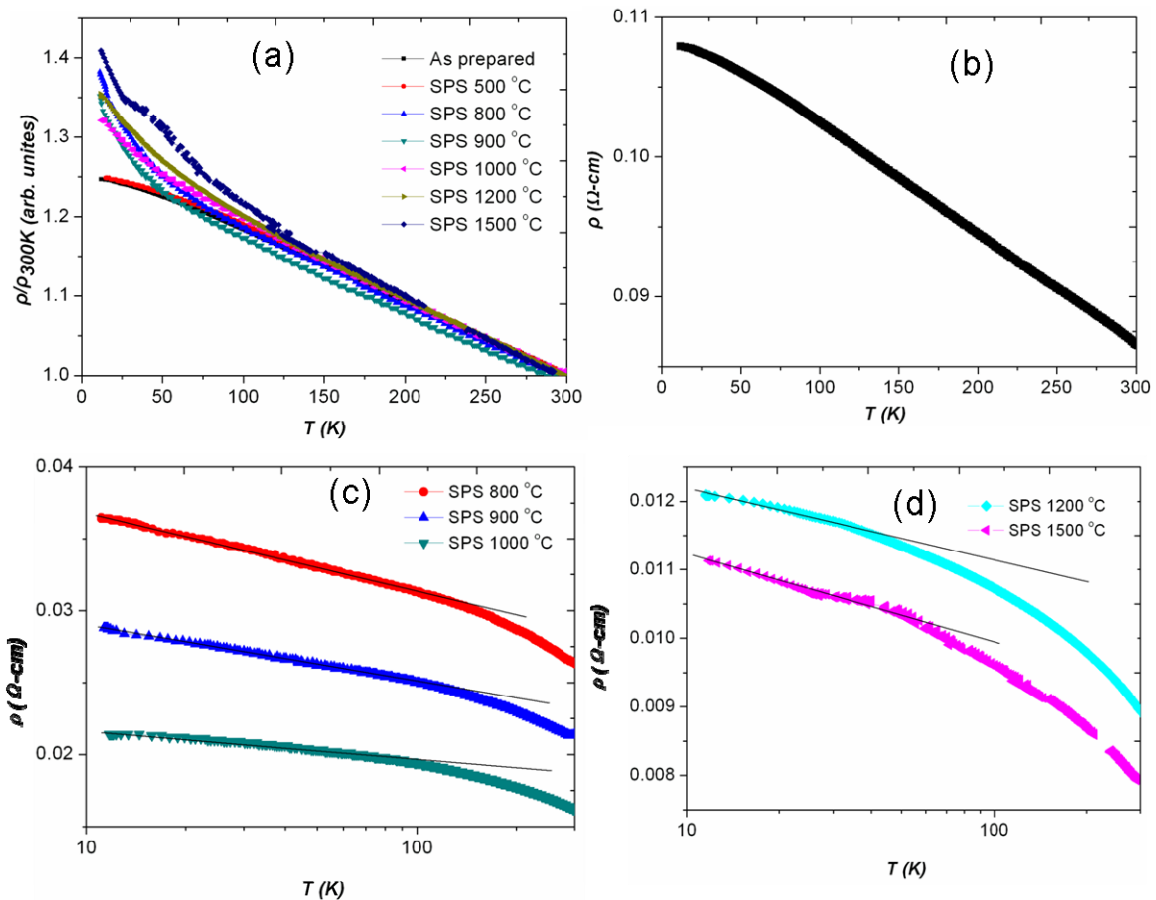 (a)
As prepared
SPS 500 °C
SPS 800 °C
SPS 900 °C
SPS 1000 °C
SPS 1200 °C
SPS 1500 °C
1.4
1.3
1.2
1.1
1.0
ρ/ρ300K (arb. unites)
0 50 100 150 200 250 300
T (K)
(b)
0.11
0.10
0.09
ρ (Ω-cm)
0 50 100 150 200 250 300
T (K)
(c)
SPS 800 °C
SPS 900 °C
SPS 1000 °C
0.04
0.03
0.02
ρ ( Ω-cm)
10 100
T (K)
(d)
SPS 1200 °C
SPS 1500 °C
0.012
0.011
0.010
0.009
0.008
ρ ( Ω-cm)
10 100
T (K)